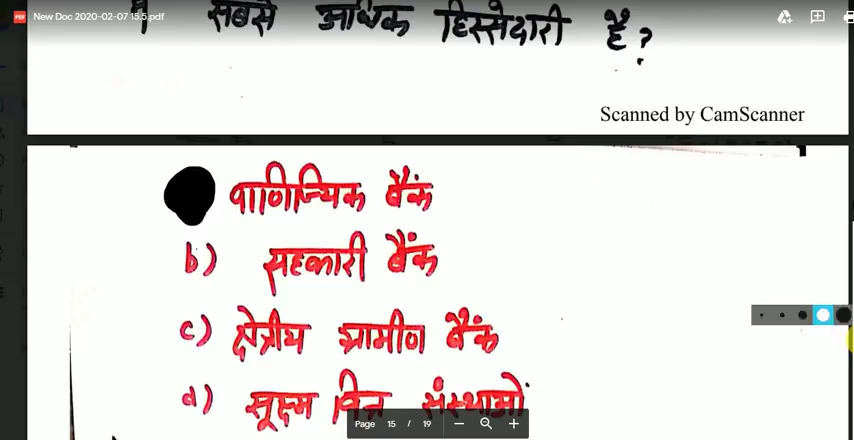 New Doc 2020-02-07 15.5.pdf
सबसे अधिक हिस्सेदारी है?
Scanned by CamScanner
वाणिज्यिक बैंक
b) सहकारी बैंक
c) क्षेत्रीय ग्रामीण बैंक
d) सूक्ष्म वित्त संस्थाओं
Page 15 / 19